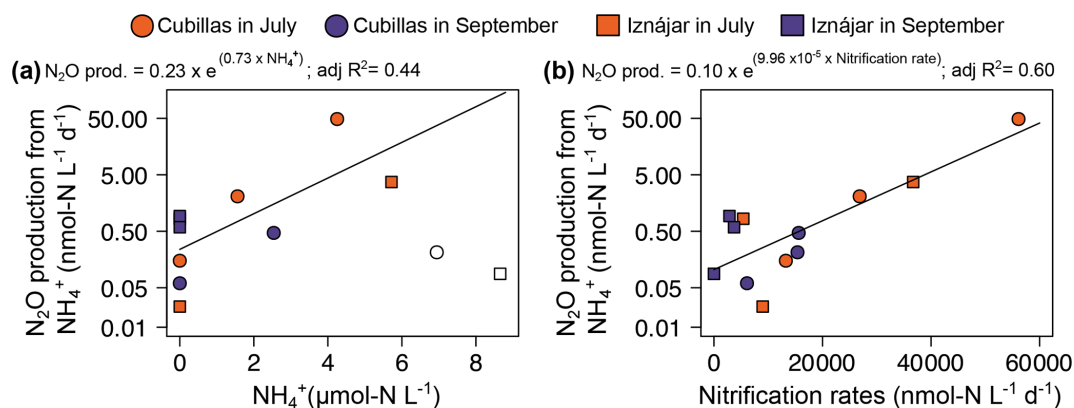 Cubillas in July Cubillas in September Iznájar in July Iznájar in September
(a) N₂O prod. = 0.23 x e^(0.73 x NH₄⁺); adj R²= 0.44
N₂O production from
NH₄⁺ (nmol-N L⁻¹ d⁻¹)
50.00
5.00
0.50
0.05
0.01
0 2 4 6 8
NH₄⁺(µmol-N L⁻¹)
(b) N₂O prod. = 0.10 x e^(9.96 x10⁻⁵ x Nitrification rate); adj R²= 0.60
N₂O production from
NH₄⁺ (nmol-N L⁻¹ d⁻¹)
50.00
5.00
0.50
0.05
0.01
0 20000 40000 60000
Nitrification rates (nmol-N L⁻¹ d⁻¹)